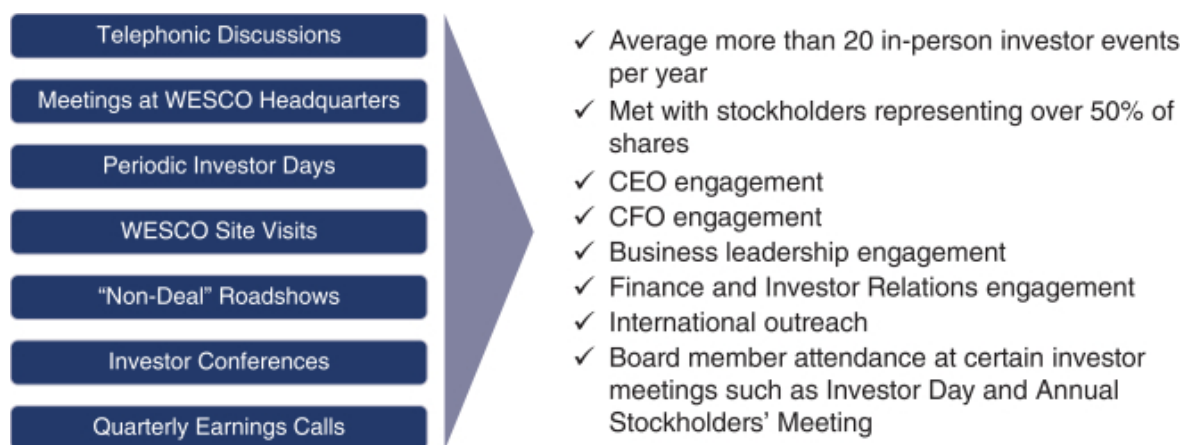 Telephonic Discussions
Meetings at WESCO Headquarters
Periodic Investor Days
WESCO Site Visits
“Non-Deal” Roadshows
Investor Conferences
Quarterly Earnings Calls
✓ Average more than 20 in-person investor events
per year
✓ Met with stockholders representing over 50% of
shares
✓ CEO engagement
✓ CFO engagement
✓ Business leadership engagement
✓ Finance and Investor Relations engagement
✓ International outreach
✓ Board member attendance at certain investor
meetings such as Investor Day and Annual
Stockholders’ Meeting